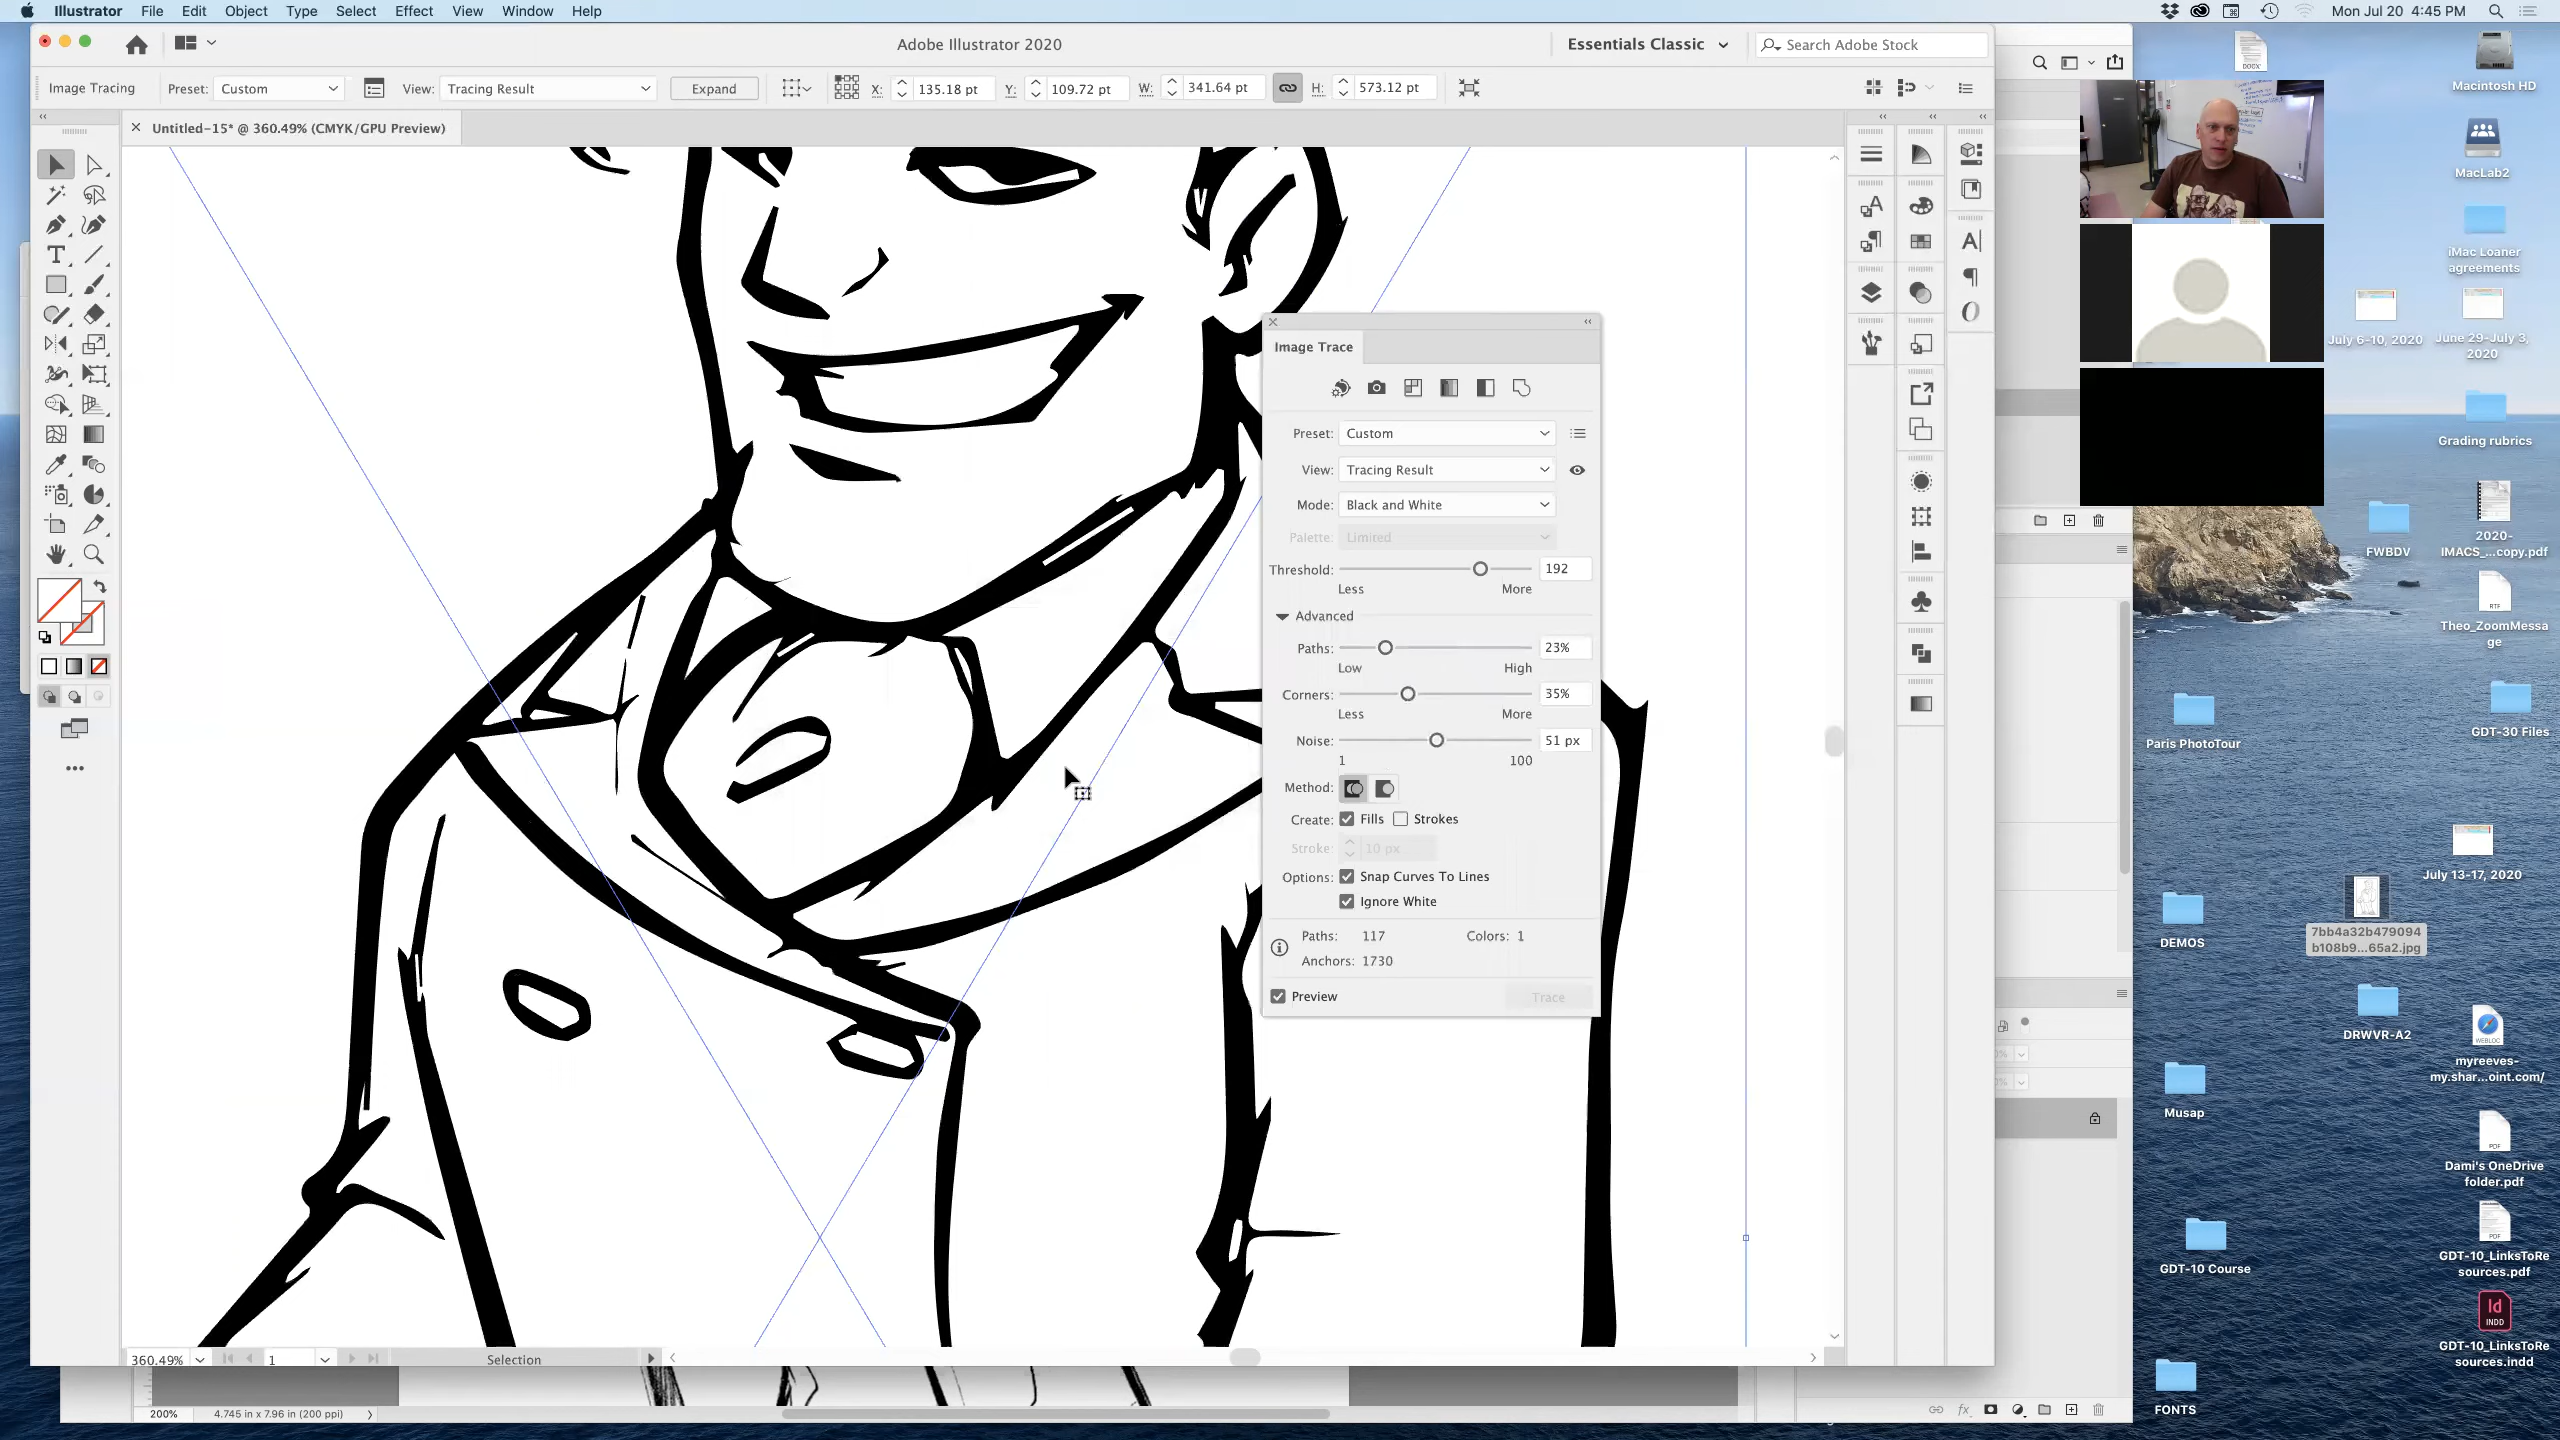 Illustrator File Edit Object Type Select Effect View Window Help
Mon Jul 20 4:45 PM
Adobe Illustrator 2020
Essentials Classic
Search Adobe Stock
Image Tracing
Preset: Custom
View: Tracing Result
Expand
X: 135.18 pt
Y: 109.72 pt
W: 341.64 pt
H: 573.12 pt
Untitled-15* @ 360.49% (CMYK/GPU Preview)
Image Trace
Preset: Custom
View: Tracing Result
Mode: Black and White
Palette: Limited
Threshold: 192
Less More
Advanced
Paths: 23%
Low High
Corners: 35%
Less More
Noise: 51 px
1 100
Method:
Create: Fills Strokes
Stroke: 10 px
Options: Snap Curves To Lines
Ignore White
Paths: 117 Colors: 1
Anchors: 1730
Preview
Trace
360.49%
1
Selection
200%
4.745 in x 7.96 in (200 ppi)
DOCX
Macintosh HD
MacLab2
iMac Loaner
agreements
July 6-10, 2020
June 29-July 3,
2020
Grading rubrics
FWBDV
2020-
IMACS_...copy.pdf
RTF
Theo_ZoomMessa
ge
Paris PhotoTour
GDT-30 Files
July 13-17, 2020
DEMOS
7bb4a32b479094
b108b9...65a2.jpg
DRWVR-A2
WEBLOC
myreeves-
my.shar...oint.com/
Musap
PDF
Dami's OneDrive
folder.pdf
PDF
GDT-10 Course
GDT-10_LinksToRe
sources.pdf
Id
INDD
GDT-10_LinksToRe
sources.indd
FONTS